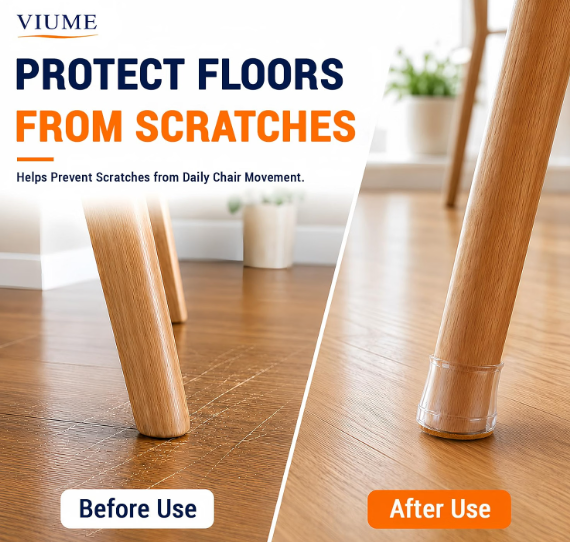 VIUME
PROTECT FLOORS
FROM SCRATCHES
Helps Prevent Scratches from Daily Chair Movement.
Before Use
After Use